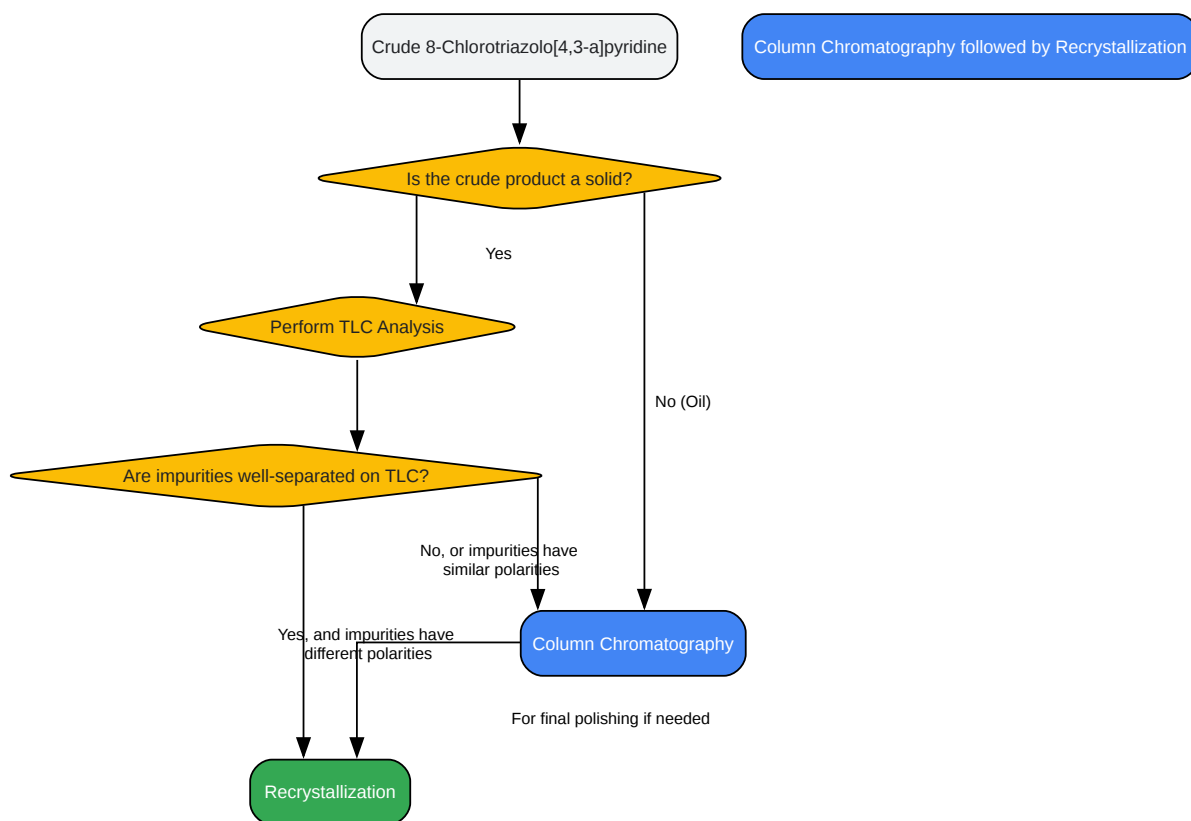 Crude 8-Chlorotriazolo[4,3-a]pyridine
Column Chromatography followed by Recrystallization
Is the crude product a solid?
Yes
Perform TLC Analysis
No (Oil)
Are impurities well-separated on TLC?
No, or impurities have
similar polarities
Yes, and impurities have
different polarities
Column Chromatography
For final polishing if needed
Recrystallization